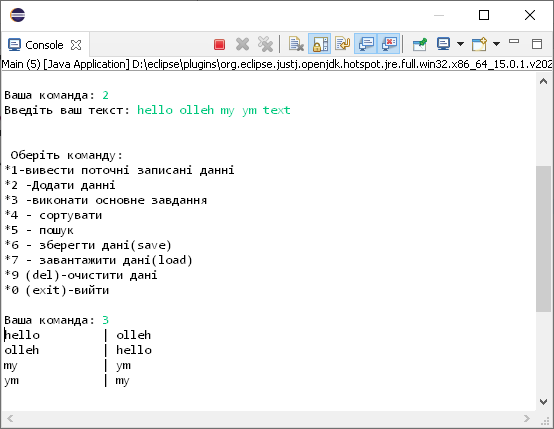 Console
Main (5) [Java Application] D:\eclipse\plugins\org.eclipse.justj.openjdk.hotspot.jre.full.win32.x86_64_15.0.1.v202
Ваша команда: 2
Введіть ваш текст: hello olleh my ym text
Оберіть команду:
*1-вивести поточні записані данні
*2 -Додати данні
*3 -виконати основне завдання
*4 - сортувати
*5 - пошук
*6 - зберегти дані(save)
*7 - завантажити дані(load)
*9 (del)-очистити дані
*0 (exit)-вийти
Ваша команда: 3
hello | olleh
olleh | hello
my | ym
ym | my